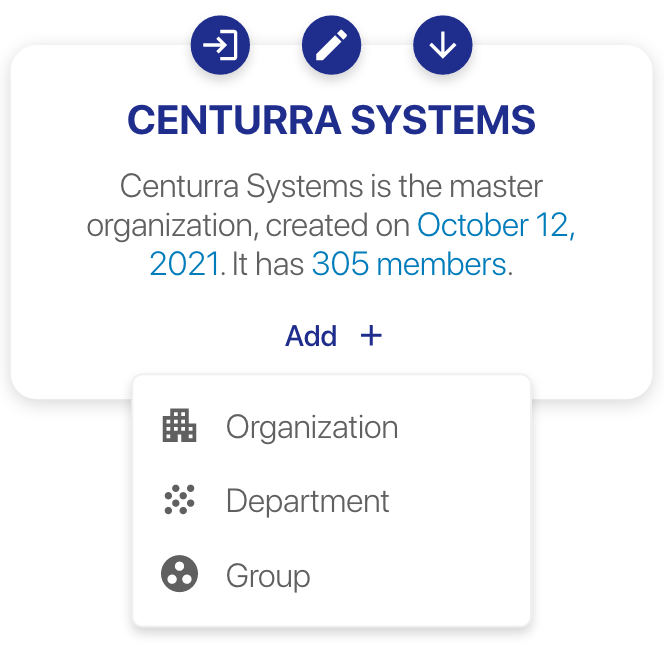 CENTURRA SYSTEMS
Centurra Systems is the master
organization, created on October 12,
2021. It has 305 members.
Add +
Organization
Department
Group